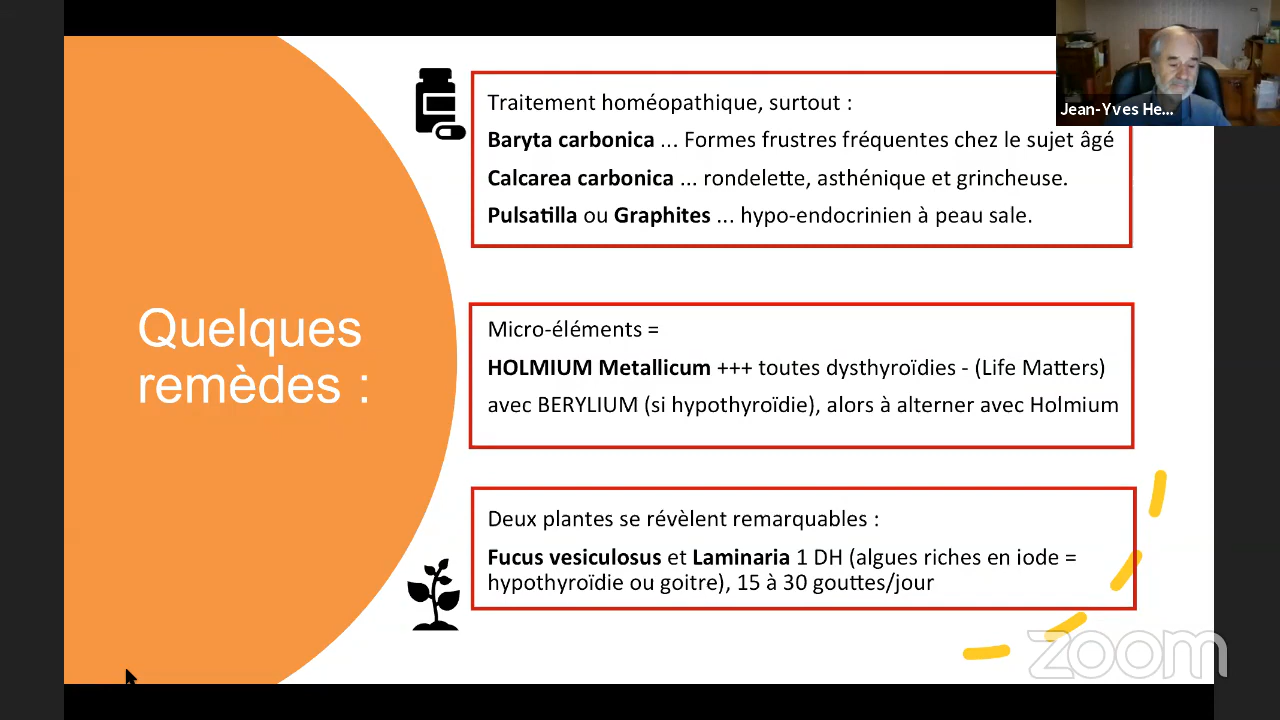 Quelques
remèdes :
Traitement homéopathique, surtout :
Baryta carbonica ... Formes frustres fréquentes chez le sujet âgé
Calcarea carbonica ... rondelette, asthénique et grincheuse.
Pulsatilla ou Graphites ... hypo-endocrinien à peau sale.
Micro-éléments =
HOLMIUM Metallicum +++ toutes dysthyroïdies - (Life Matters)
avec BERYLIUM (si hypothyroïdie), alors à alterner avec Holmium
Deux plantes se révèlent remarquables :
Fucus vesiculosus et Laminaria 1 DH (algues riches en iode =
hypothyroïdie ou goitre), 15 à 30 gouttes/jour
Jean-Yves He...
zoom